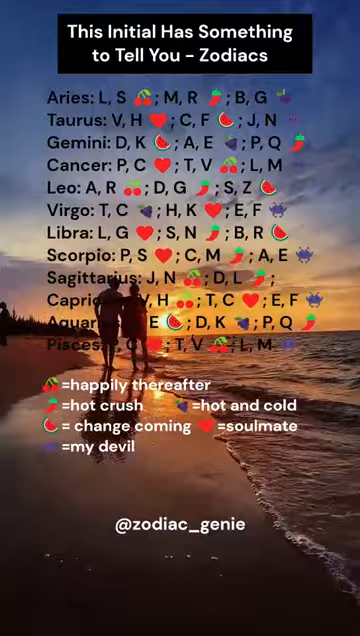 This Initial Has Something
to Tell You - Zodiacs
Aries: L, S 🍒; M, R 🌶️; B, G 🍇
Taurus: V, H ❤️; C, F 🍉; J, N 👾
Gemini: D, K 🍉; A, E 🍇; P, Q 🌶️
Cancer: P, C ❤️; T, V 🍒; L, M 👾
Leo: A, R 🍒; D, G 🌶️; S, Z 🍉
Virgo: T, C 🍇; H, K ❤️; E, F 👾
Libra: L, G ❤️; S, N 🌶️; B, R 🍉
Scorpio: P, S ❤️; C, M 🌶️; A, E 👾
Sagittarius: J, N 🍒; D, L 🌶️;
V, H 🍒; T, C ❤️; E, F 👾
E 🍉; D, K 🍇; P, Q 🌶️
Pisces: ❤️; T, V 🍒; L, M 👾
🍒=happily thereafter
🌶️=hot crush 🍇=hot and cold
🍉= change coming ❤️=soulmate
👾=my devil
@zodiac_genie